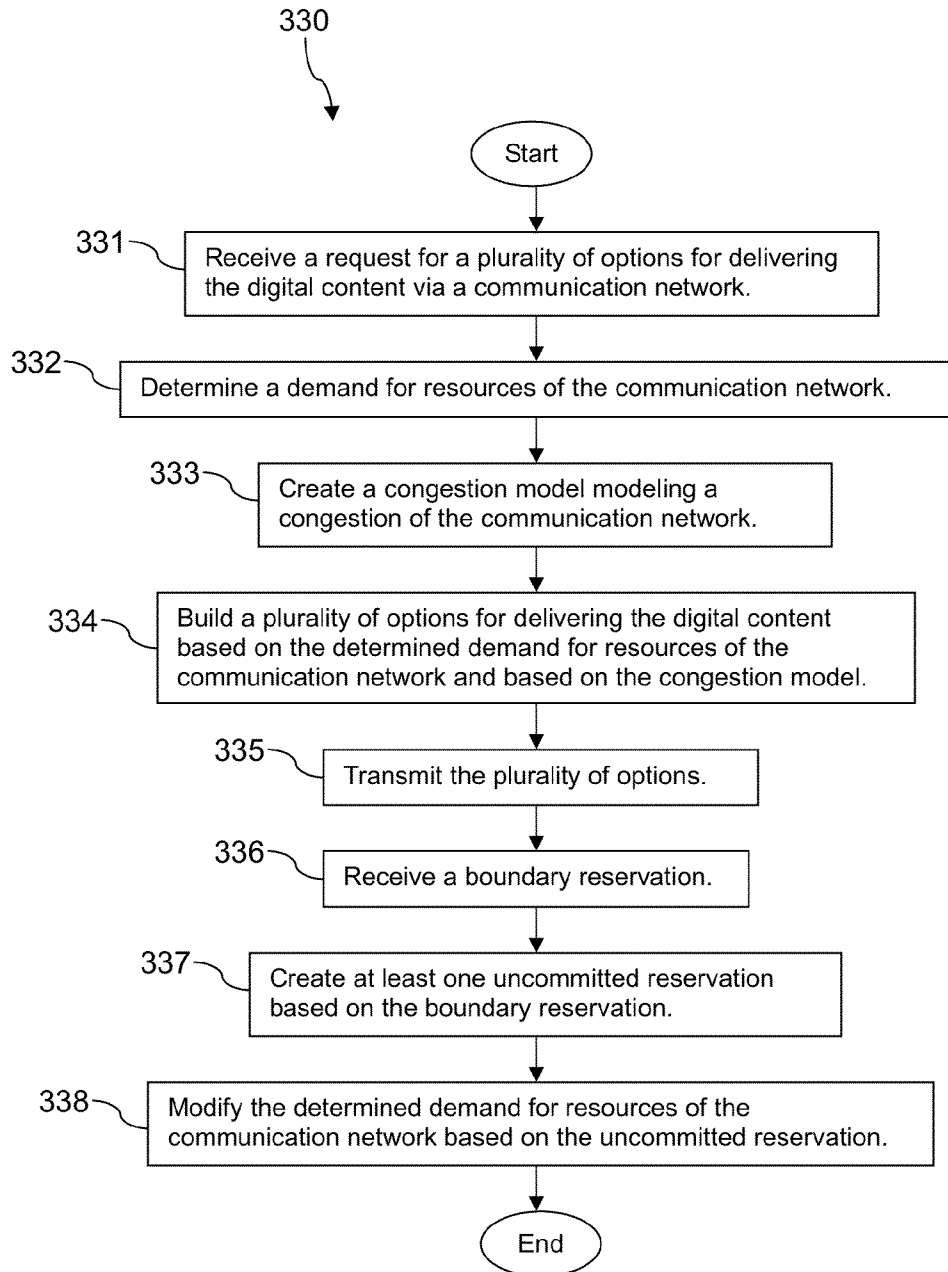 330
Start
331
Receive a request for a plurality of options for delivering
the digital content via a communication network.
332
Determine a demand for resources of the communication network.
333
Create a congestion model modeling a
congestion of the communication network.
334
Build a plurality of options for delivering the digital content
based on the determined demand for resources of the
communication network and based on the congestion model.
335
Transmit the plurality of options.
336
Receive a boundary reservation.
337
Create at least one uncommitted reservation
based on the boundary reservation.
338
Modify the determined demand for resources of the
communication network based on the uncommitted reservation.
End